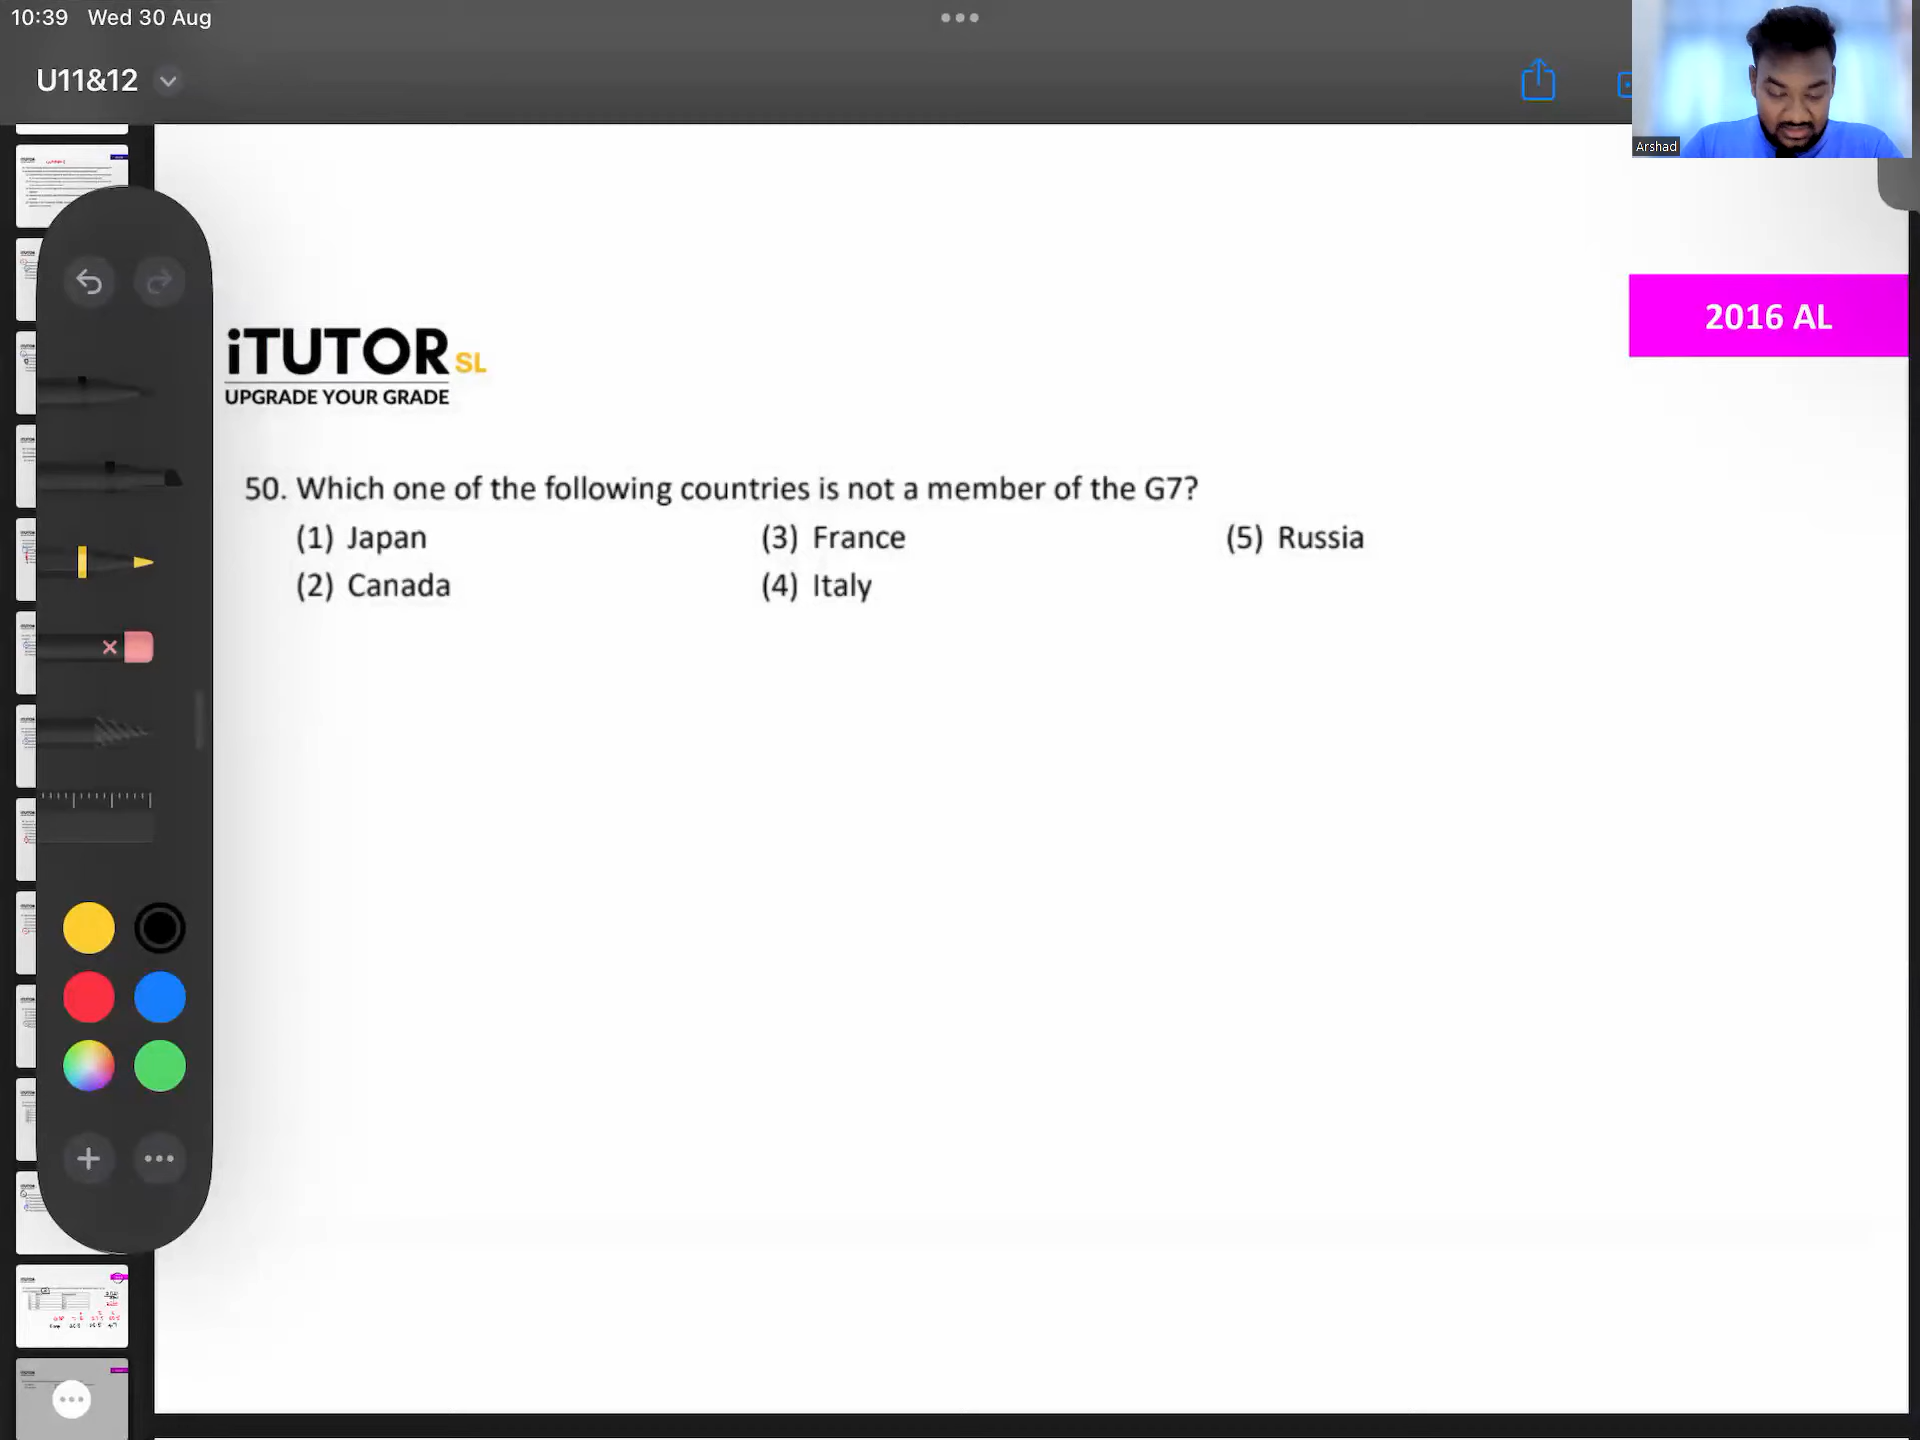 10:39 Wed 30 Aug
U11&12
Arshad
2016 AL
iTUTOR SL
UPGRADE YOUR GRADE
50. Which one of the following countries is not a member of the G7?
(1) Japan (3) France (5) Russia
(2) Canada (4) Italy